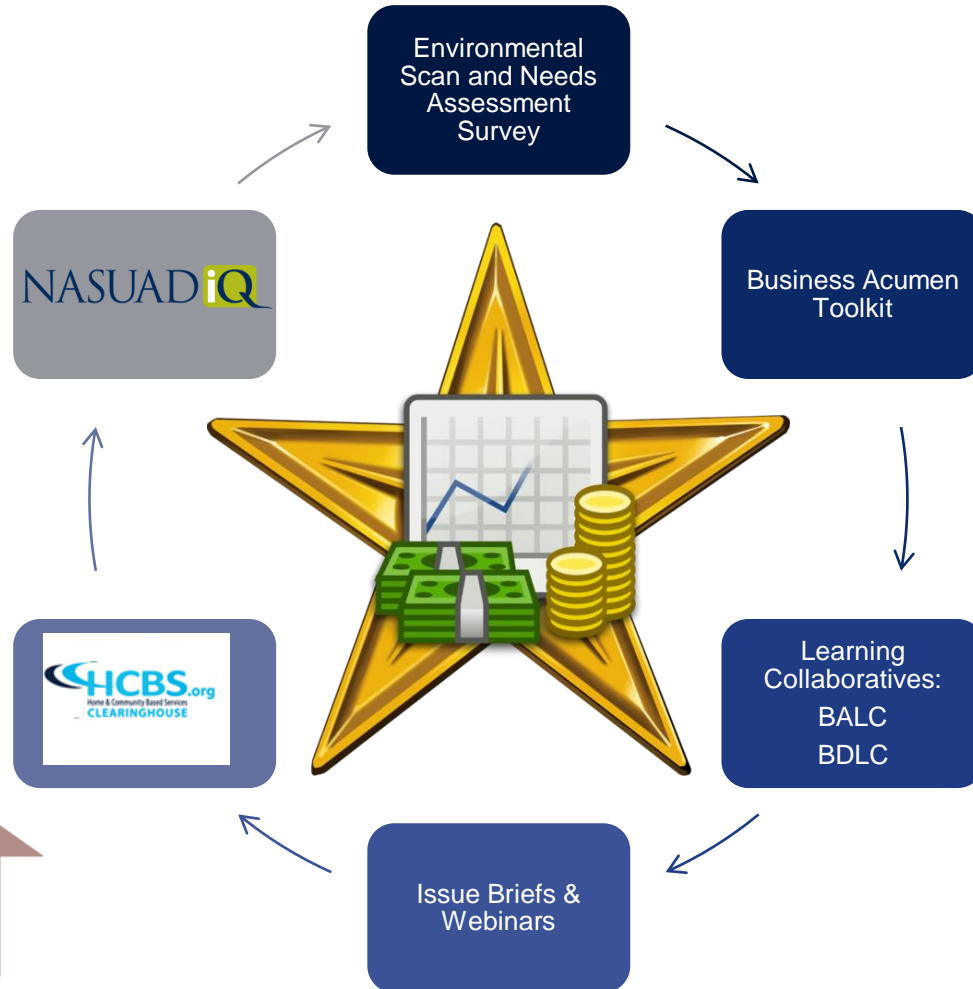 Environmental
Scan and Needs
Assessment
Survey
Business Acumen
Toolkit
Learning
Collaboratives:
BALC
BDLC
Issue Briefs &
Webinars
HCBS.org
Home & Community Based Services
CLEARINGHOUSE
NASUAD iQ